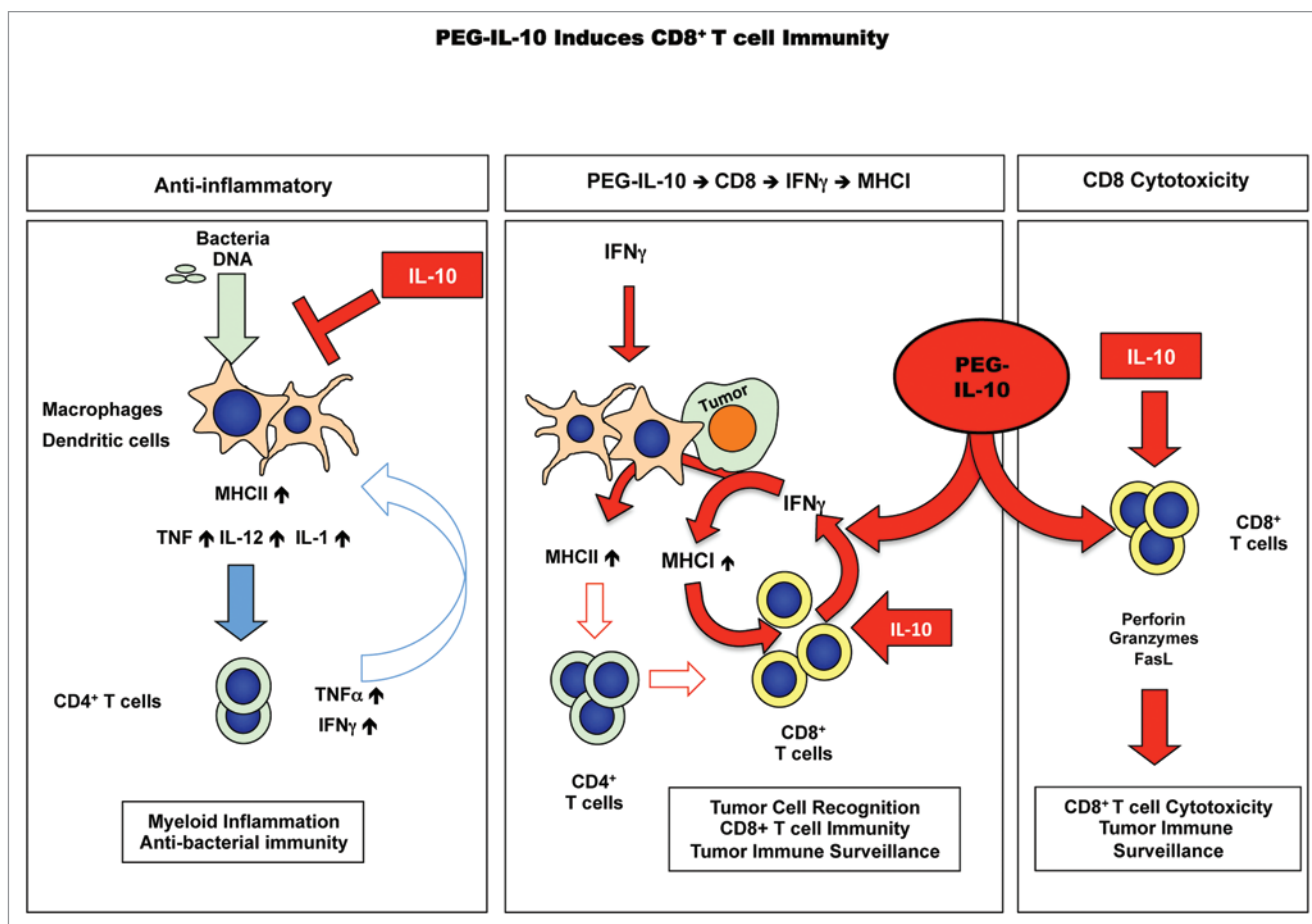 PEG-IL-10 Induces CD8⁺ T cell Immunity
Anti-inflammatory
Bacteria
DNA
IL-10
Macrophages
Dendritic cells
MHCII ↑
TNF ↑ IL-12 ↑ IL-1 ↑
CD4⁺ T cells
TNFα ↑
IFNγ ↑
Myeloid Inflammation
Anti-bacterial immunity
PEG-IL-10 → CD8 → IFNγ → MHCI
IFNγ
Tumor
IFNγ
MHCII ↑
MHCI ↑
IL-10
CD8⁺
T cells
CD4⁺
T cells
Tumor Cell Recognition
CD8+ T cell Immunity
Tumor Immune Surveillance
PEG-
IL-10
CD8 Cytotoxicity
IL-10
CD8⁺
T cells
Perforin
Granzymes
FasL
CD8⁺ T cell Cytotoxicity
Tumor Immune
Surveillance